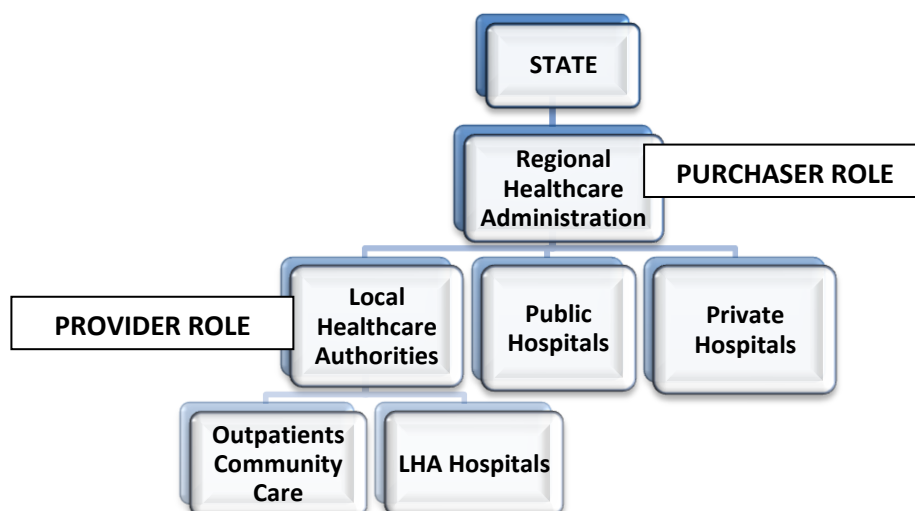 STATE
Regional
Healthcare
Administration
PURCHASER ROLE
PROVIDER ROLE
Local
Healthcare
Authorities
Public
Hospitals
Private
Hospitals
Outpatients
Community
Care
LHA Hospitals